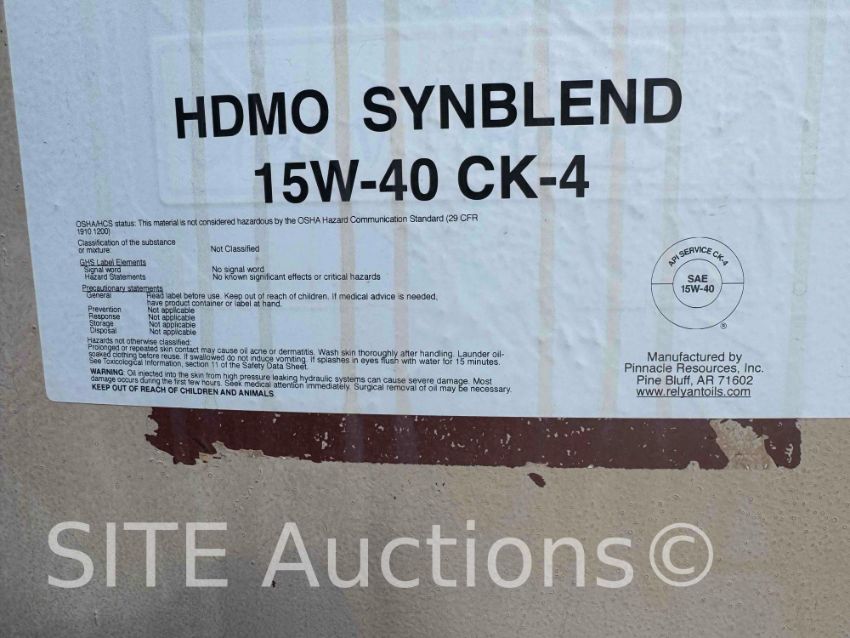 HDMO SYNBLEND
15W-40 CK-4
OSHA/HCS status: This material is not considered hazardous by the OSHA Hazard Communication Standard (29 CFR
1910.1200)
Classification of the substance
or mixture: Not Classified
GHS Label Elements
Signal word No signal word
Hazard Statements No known significant effects or critical hazards
Precautionary statements
General Read label before use. Keep out of reach of children. If medical advice is needed,
have product container or label at hand.
Prevention Not applicable
Response Not applicable
Storage Not applicable
Disposal Not applicable
Hazards not otherwise classified:
Prolonged or repeated skin contact may cause oil acne or dermatitis. Wash skin thoroughly after handling. Launder oil-
soaked clothing before reuse. If swallowed do not induce vomiting. If splashes in eyes flush with water for 15 minutes.
See Toxicological Information, section 11 of the Safety Data Sheet.
WARNING: Oil injected into the skin from high pressure leaking hydraulic systems can cause severe damage. Most
damage occurs during the first few hours. Seek medical attention immediately. Surgical removal of oil may be necessary.
KEEP OUT OF REACH OF CHILDREN AND ANIMALS
API SERVICE CK-4
SAE
15W-40
®
Manufactured by
Pinnacle Resources, Inc.
Pine Bluff, AR 71602
www.relyantoils.com
SITE Auctions©